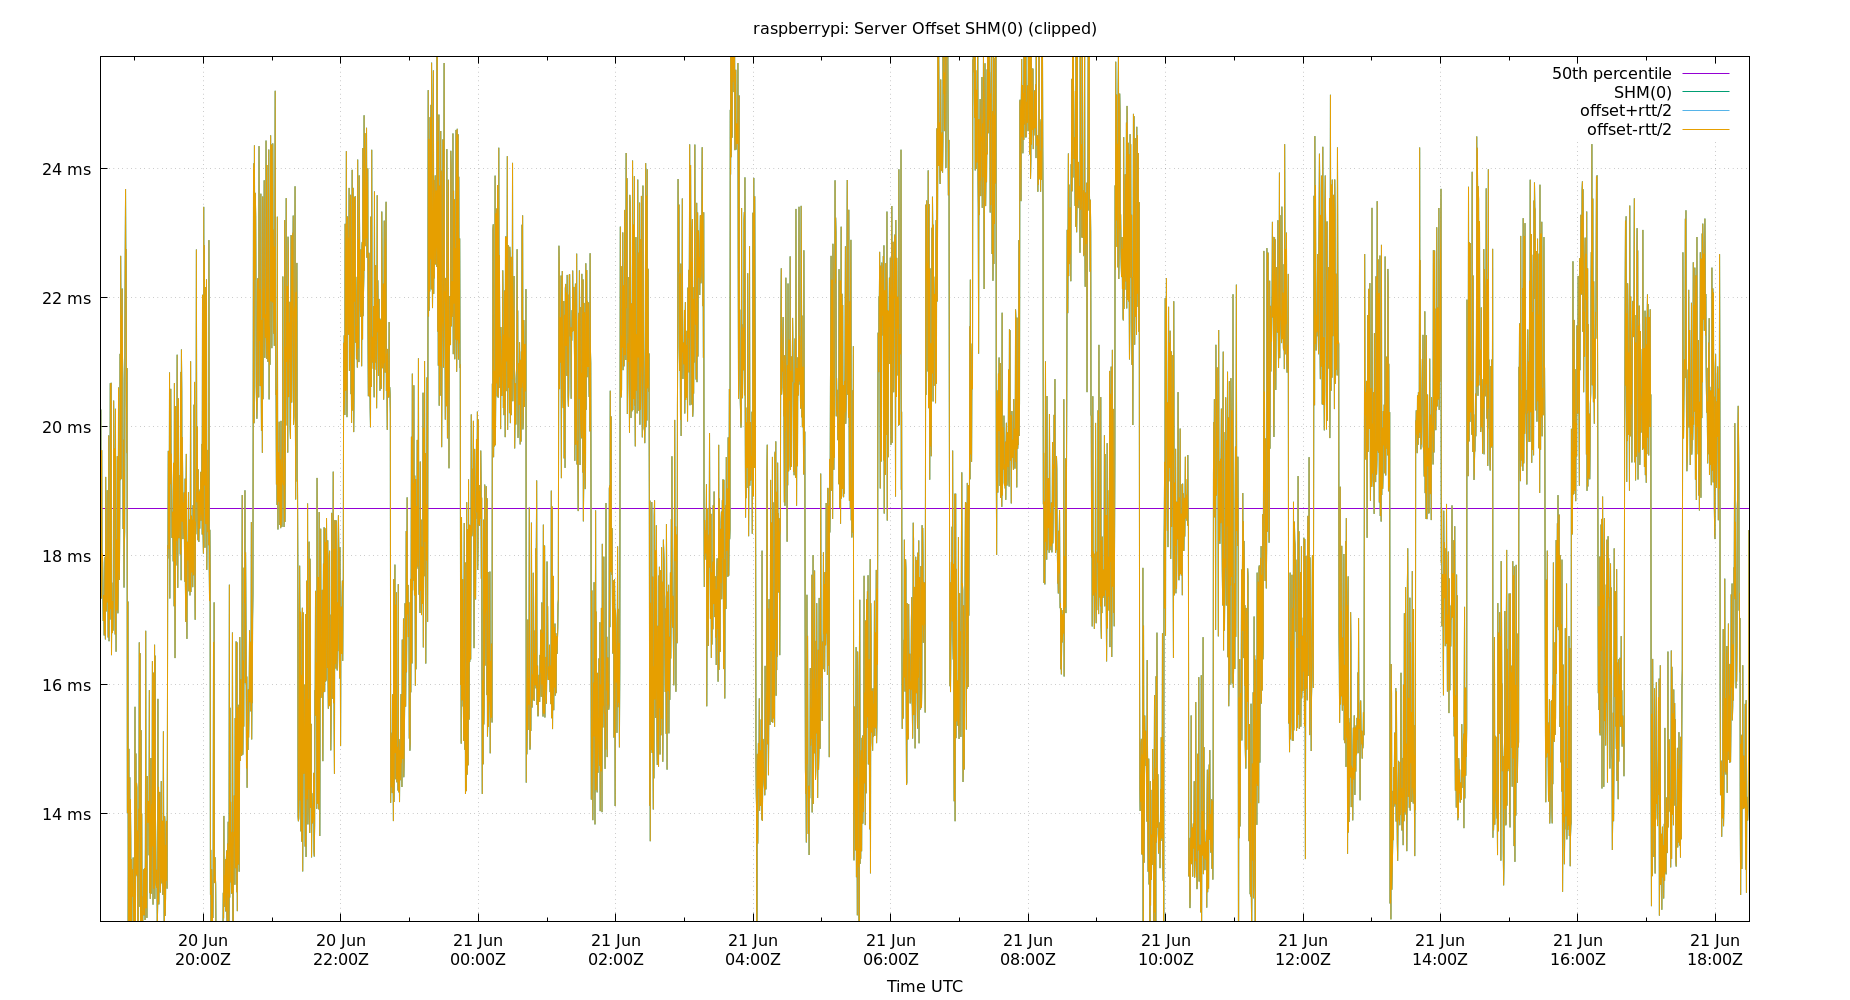 raspberrypi: Server Offset SHM(0) (clipped)
50th percentile
SHM(0)
offset+rtt/2
offset-rtt/2
24 ms
22 ms
20 ms
18 ms
16 ms
14 ms
20 Jun 20 Jun 21 Jun 21 Jun 21 Jun 21 Jun 21 Jun 21 Jun 21 Jun 21 Jun 21 Jun 21 Jun
20:00Z 22:00Z 00:00Z 02:00Z 04:00Z 06:00Z 08:00Z 10:00Z 12:00Z 14:00Z 16:00Z 18:00Z
Time UTC